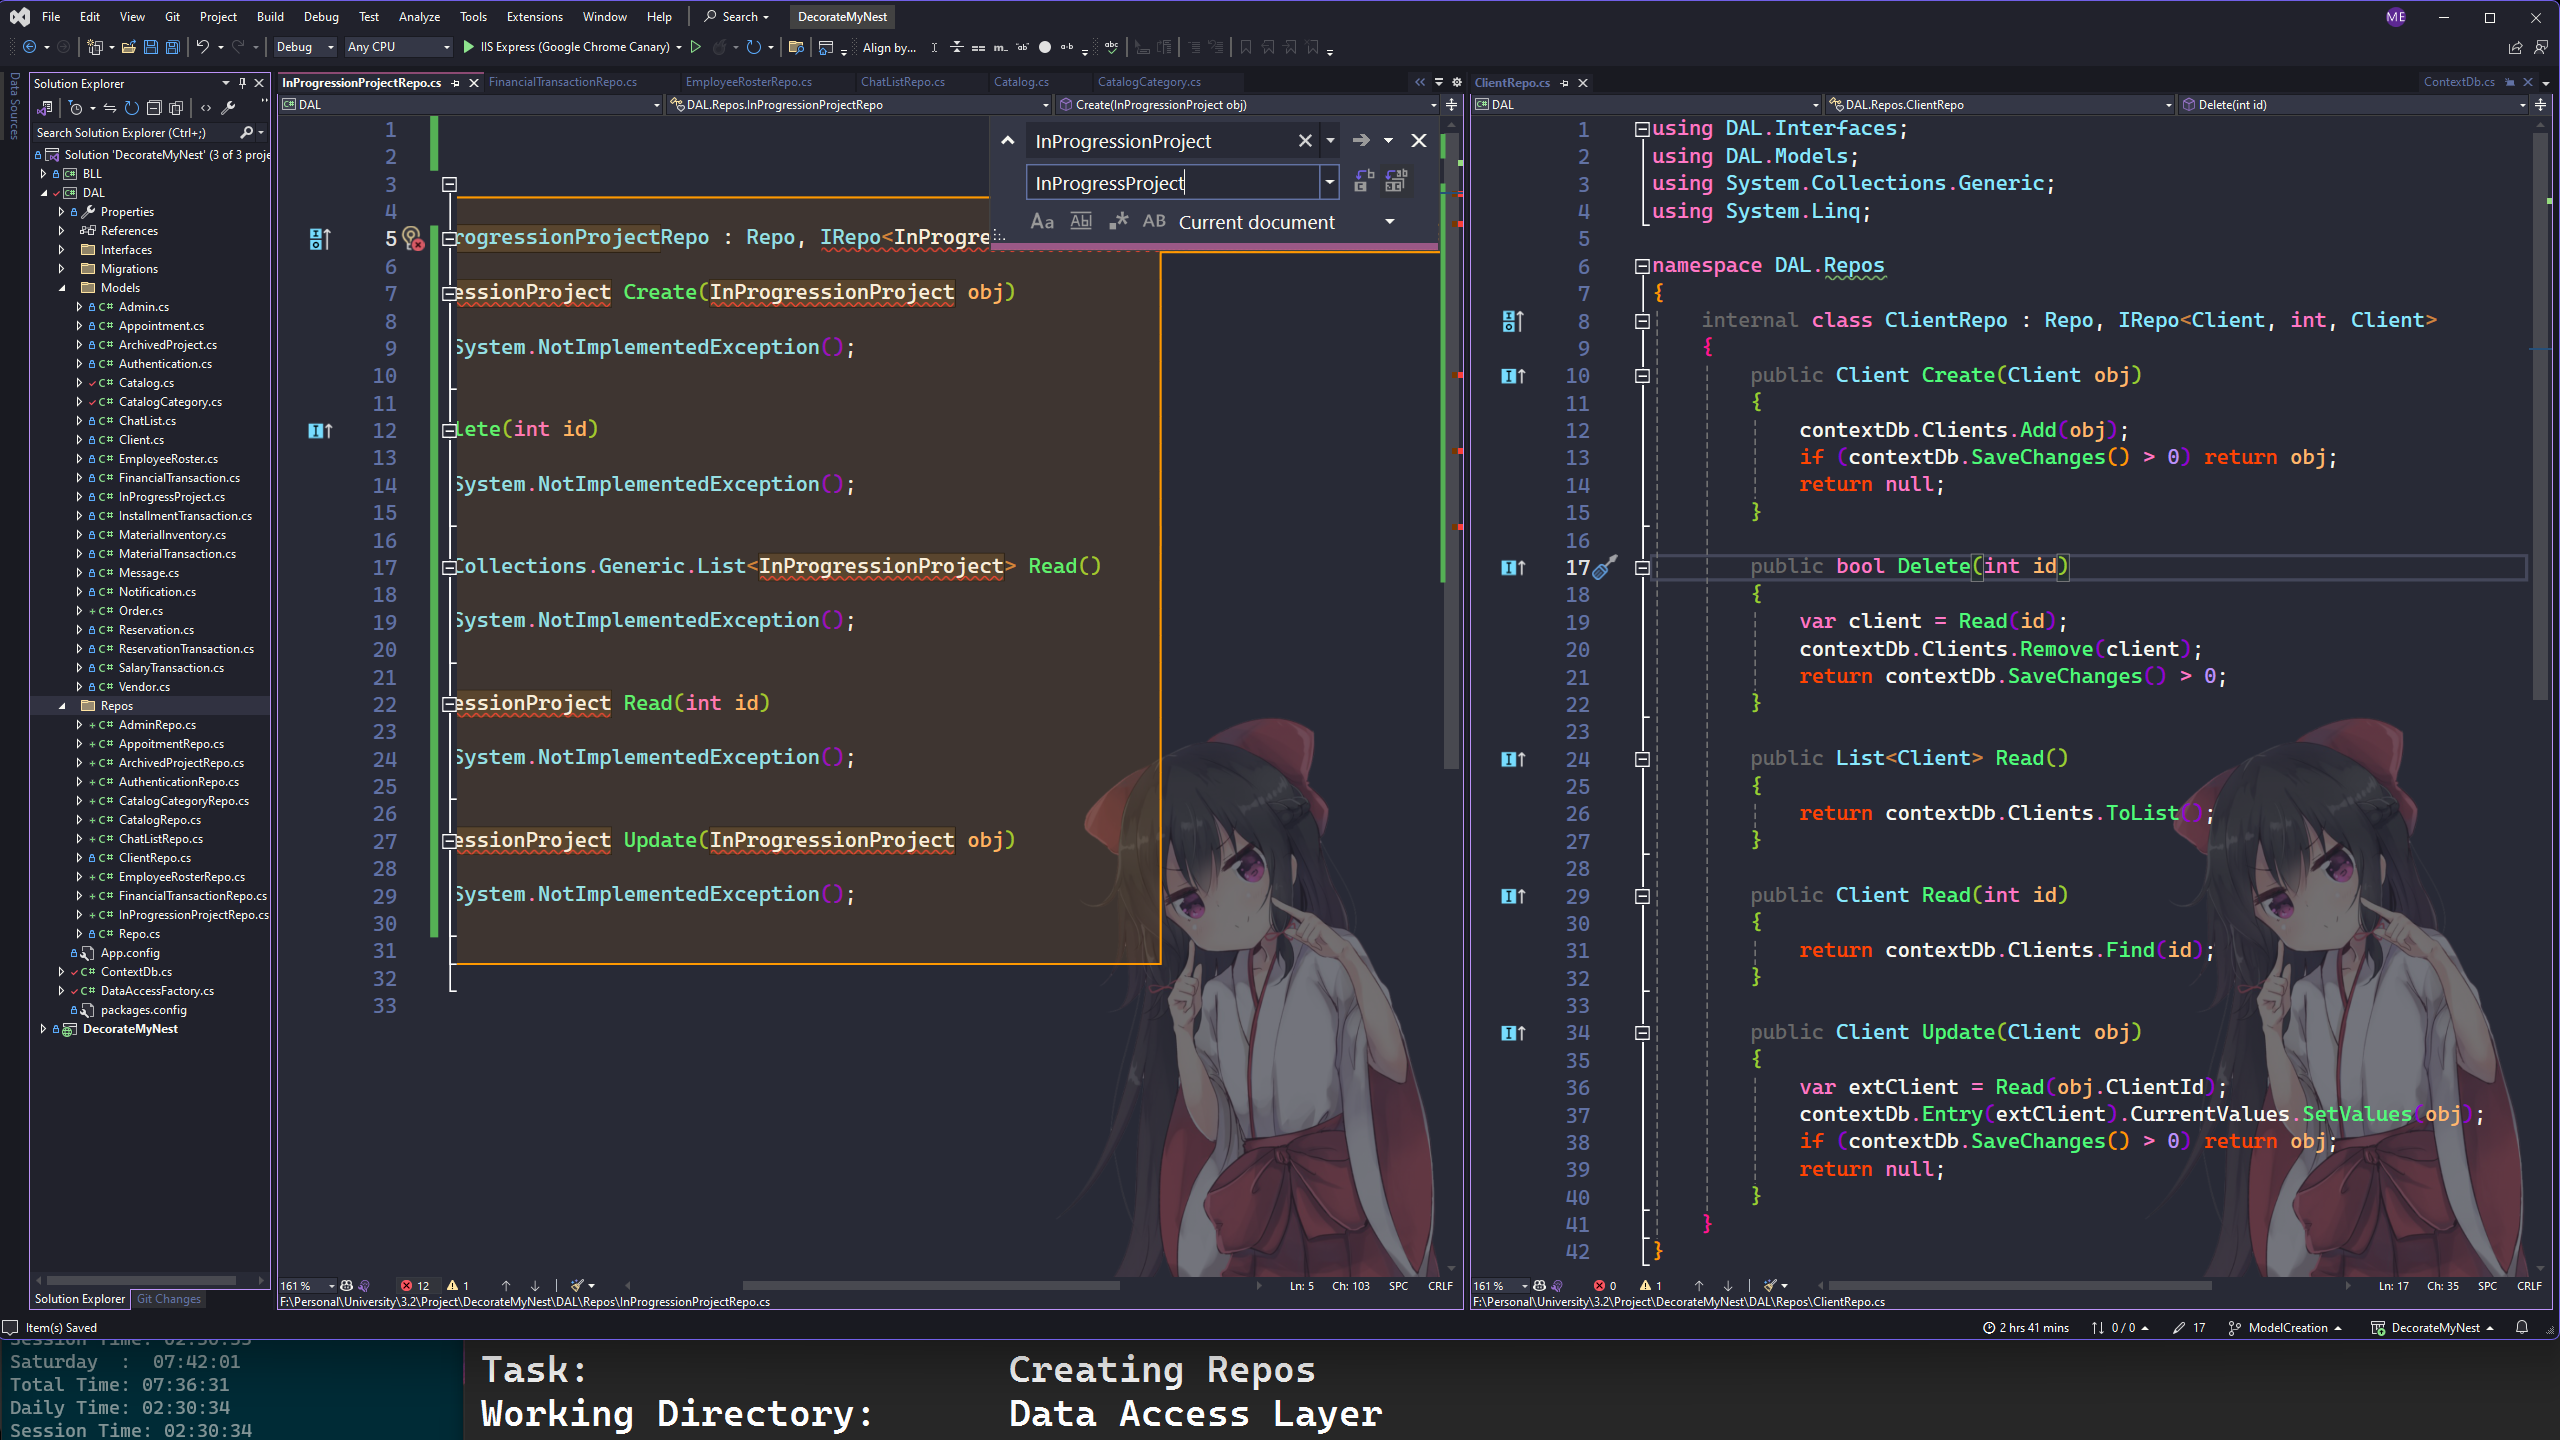 File Edit View Git Project Build Debug Test Analyze Tools Extensions Window Help Search DecorateMyNest ME
Debug Any CPU IIS Express (Google Chrome Canary) Align by...
Data Sources
Solution Explorer
Search Solution Explorer (Ctrl+;)
Solution 'DecorateMyNest' (3 of 3 proje
BLL
DAL
Properties
References
Interfaces
Migrations
Models
Admin.cs
Appointment.cs
ArchivedProject.cs
Authentication.cs
Catalog.cs
CatalogCategory.cs
ChatList.cs
Client.cs
EmployeeRoster.cs
FinancialTransaction.cs
InProgressProject.cs
InstallmentTransaction.cs
MaterialInventory.cs
MaterialTransaction.cs
Message.cs
Notification.cs
Order.cs
Reservation.cs
ReservationTransaction.cs
SalaryTransaction.cs
Vendor.cs
Repos
AdminRepo.cs
AppoitmentRepo.cs
ArchivedProjectRepo.cs
AuthenticationRepo.cs
CatalogCategoryRepo.cs
CatalogRepo.cs
ChatListRepo.cs
ClientRepo.cs
EmployeeRosterRepo.cs
FinancialTransactionRepo.cs
InProgressionProjectRepo.cs
Repo.cs
App.config
ContextDb.cs
DataAccessFactory.cs
packages.config
DecorateMyNest
Solution Explorer Git Changes
InProgressionProjectRepo.cs FinancialTransactionRepo.cs EmployeeRosterRepo.cs ChatListRepo.cs Catalog.cs CatalogCategory.cs
DAL DAL.Repos.InProgressionProjectRepo Create(InProgressionProject obj)
InProgressionProject
InProgressProject
Aa Abl .* AB Current document
1
2
3
4
5 rogressionProjectRepo : Repo, IRepo<InProgre
6
7 essionProject Create(InProgressionProject obj)
8
9 System.NotImplementedException();
10
11
12 lete(int id)
13
14 System.NotImplementedException();
15
16
17 Collections.Generic.List<InProgressionProject> Read()
18
19 System.NotImplementedException();
20
21
22 essionProject Read(int id)
23
24 System.NotImplementedException();
25
26
27 essionProject Update(InProgressionProject obj)
28
29 System.NotImplementedException();
30
31
32
33
161 % 12 1 Ln: 5 Ch: 103 SPC CRLF
F:\Personal\University\3.2\Project\DecorateMyNest\DAL\Repos\InProgressionProjectRepo.cs
ClientRepo.cs ContextDb.cs
DAL DAL.Repos.ClientRepo Delete(int id)
1 using DAL.Interfaces;
2 using DAL.Models;
3 using System.Collections.Generic;
4 using System.Linq;
5
6 namespace DAL.Repos
7 {
8 internal class ClientRepo : Repo, IRepo<Client, int, Client>
9 {
10 public Client Create(Client obj)
11 {
12 contextDb.Clients.Add(obj);
13 if (contextDb.SaveChanges() > 0) return obj;
14 return null;
15 }
16
17 public bool Delete(int id)
18 {
19 var client = Read(id);
20 contextDb.Clients.Remove(client);
21 return contextDb.SaveChanges() > 0;
22 }
23
24 public List<Client> Read()
25 {
26 return contextDb.Clients.ToList();
27 }
28
29 public Client Read(int id)
30 {
31 return contextDb.Clients.Find(id);
32 }
33
34 public Client Update(Client obj)
35 {
36 var extClient = Read(obj.ClientId);
37 contextDb.Entry(extClient).CurrentValues.SetValues(obj);
38 if (contextDb.SaveChanges() > 0) return obj;
39 return null;
40 }
41 }
42 }
161 % 0 1 Ln: 17 Ch: 35 SPC CRLF
F:\Personal\University\3.2\Project\DecorateMyNest\DAL\Repos\ClientRepo.cs
Item(s) Saved 2 hrs 41 mins 0 / 0 17 ModelCreation DecorateMyNest
Session Time: 02:30:33
Saturday : 07:42:01
Total Time: 07:36:31
Daily Time: 02:30:34
Session Time: 02:30:34
Task: Creating Repos
Working Directory: Data Access Layer